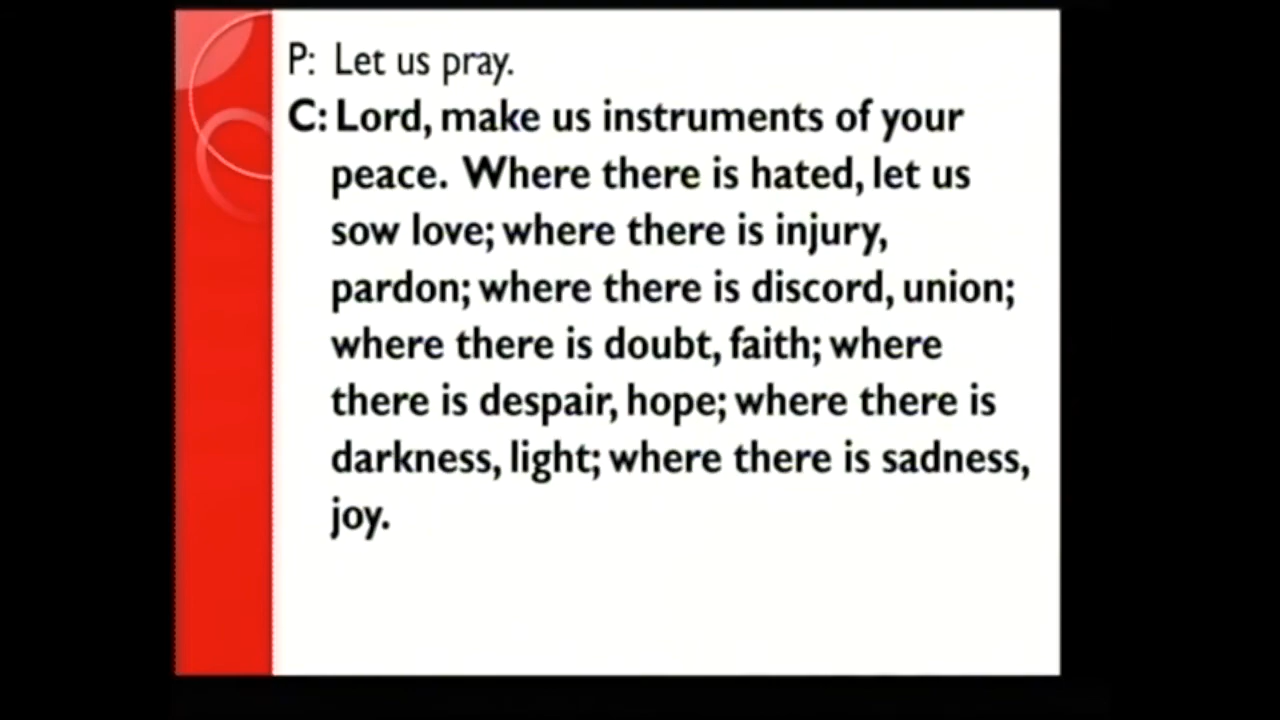 P: Let us pray.
C: Lord, make us instruments of your
peace. Where there is hated, let us
sow love; where there is injury,
pardon; where there is discord, union;
where there is doubt, faith; where
there is despair, hope; where there is
darkness, light; where there is sadness,
joy.